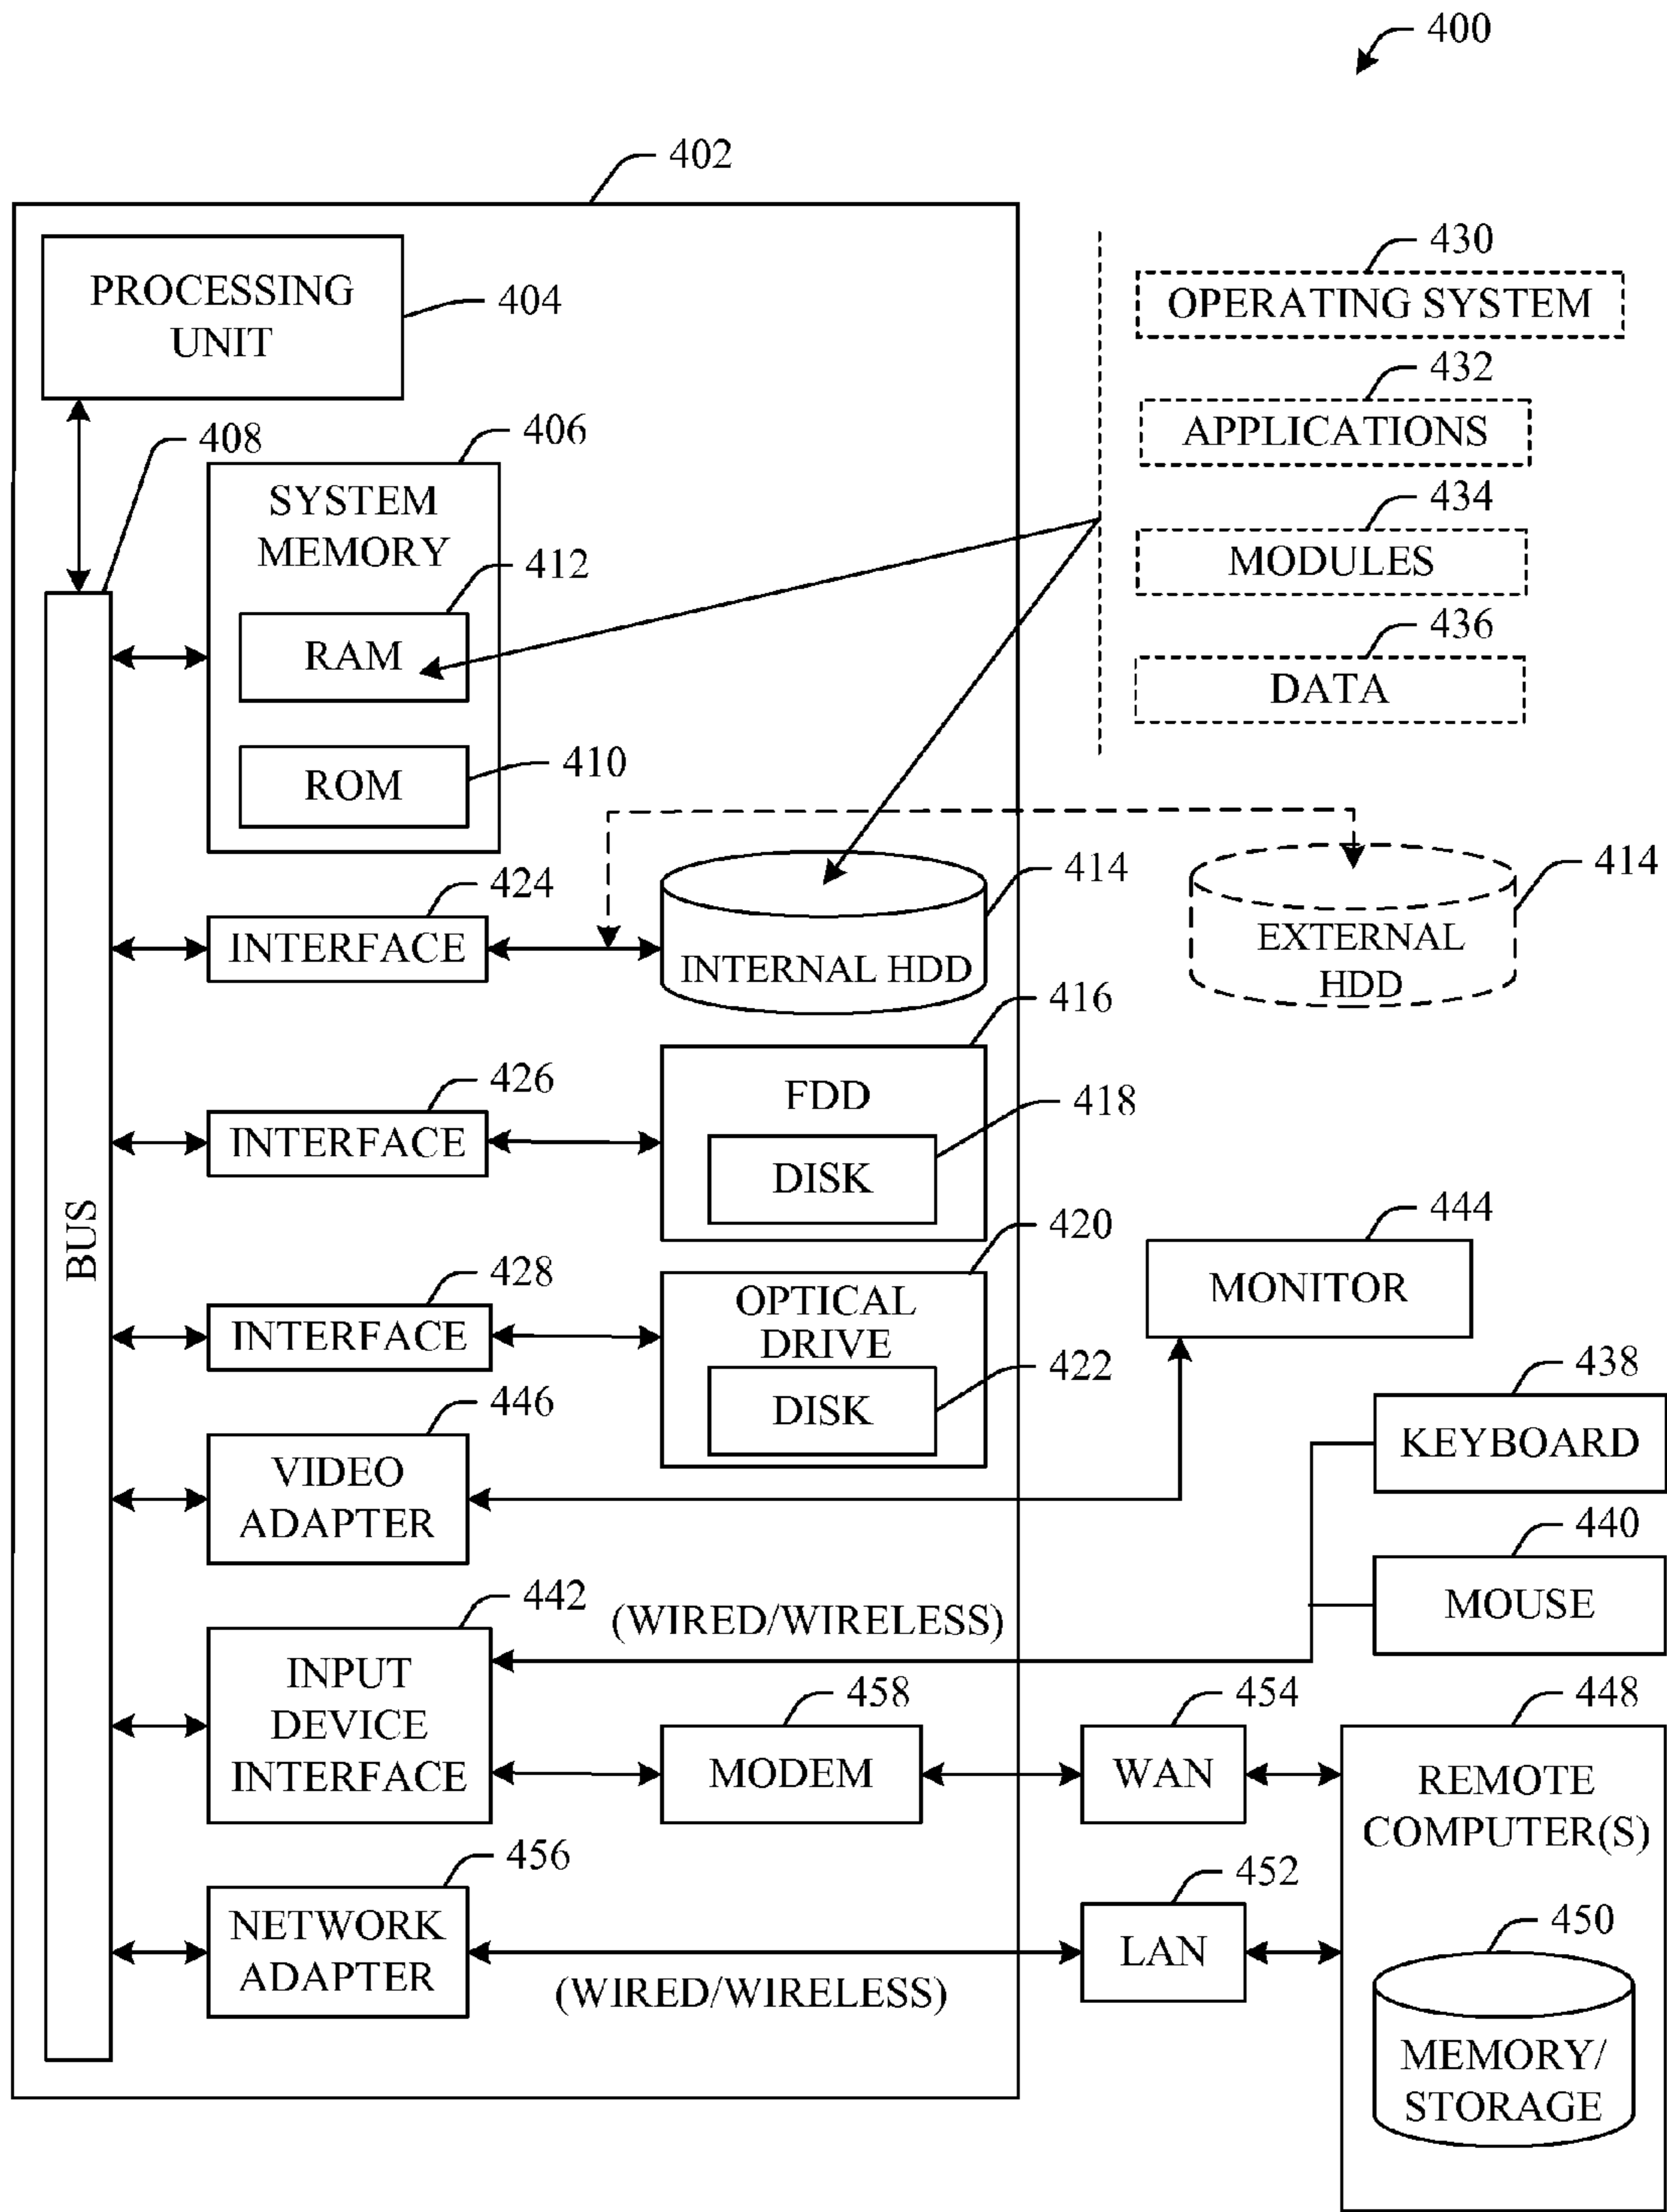 400
402
PROCESSING
UNIT
404
430
OPERATING SYSTEM
432
APPLICATIONS
434
MODULES
436
DATA
408
406
SYSTEM
MEMORY
412
RAM
410
ROM
424
INTERFACE
414
INTERNAL HDD
414
EXTERNAL
HDD
426
INTERFACE
416
FDD
418
DISK
BUS
428
INTERFACE
420
OPTICAL
DRIVE
422
DISK
444
MONITOR
446
VIDEO
ADAPTER
438
KEYBOARD
440
MOUSE
442
INPUT
DEVICE
INTERFACE
(WIRED/WIRELESS)
458
MODEM
454
WAN
448
REMOTE
COMPUTER(S)
456
NETWORK
ADAPTER
(WIRED/WIRELESS)
452
LAN
450
MEMORY/
STORAGE